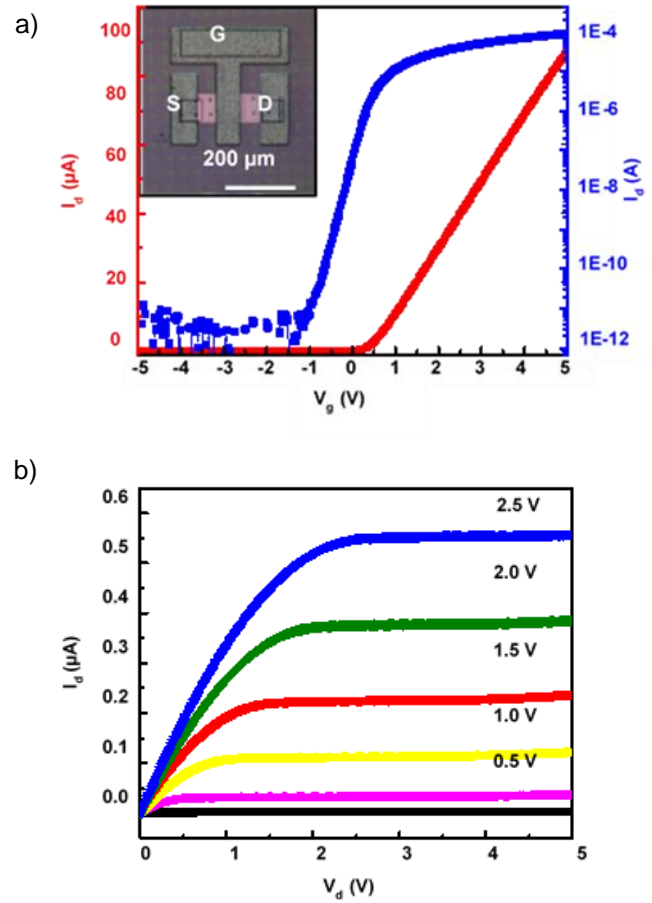 a)
G
S
D
200 µm
100
80
60
40
20
0
I_d (µA)
1E-4
1E-6
1E-8
1E-10
1E-12
I_d (A)
-5 -4 -3 -2 -1 0 1 2 3 4 5
V_g (V)
b)
0.6
0.5
0.4
0.3
0.2
0.1
0.0
I_d (µA)
2.5 V
2.0 V
1.5 V
1.0 V
0.5 V
0 1 2 3 4 5
V_d (V)